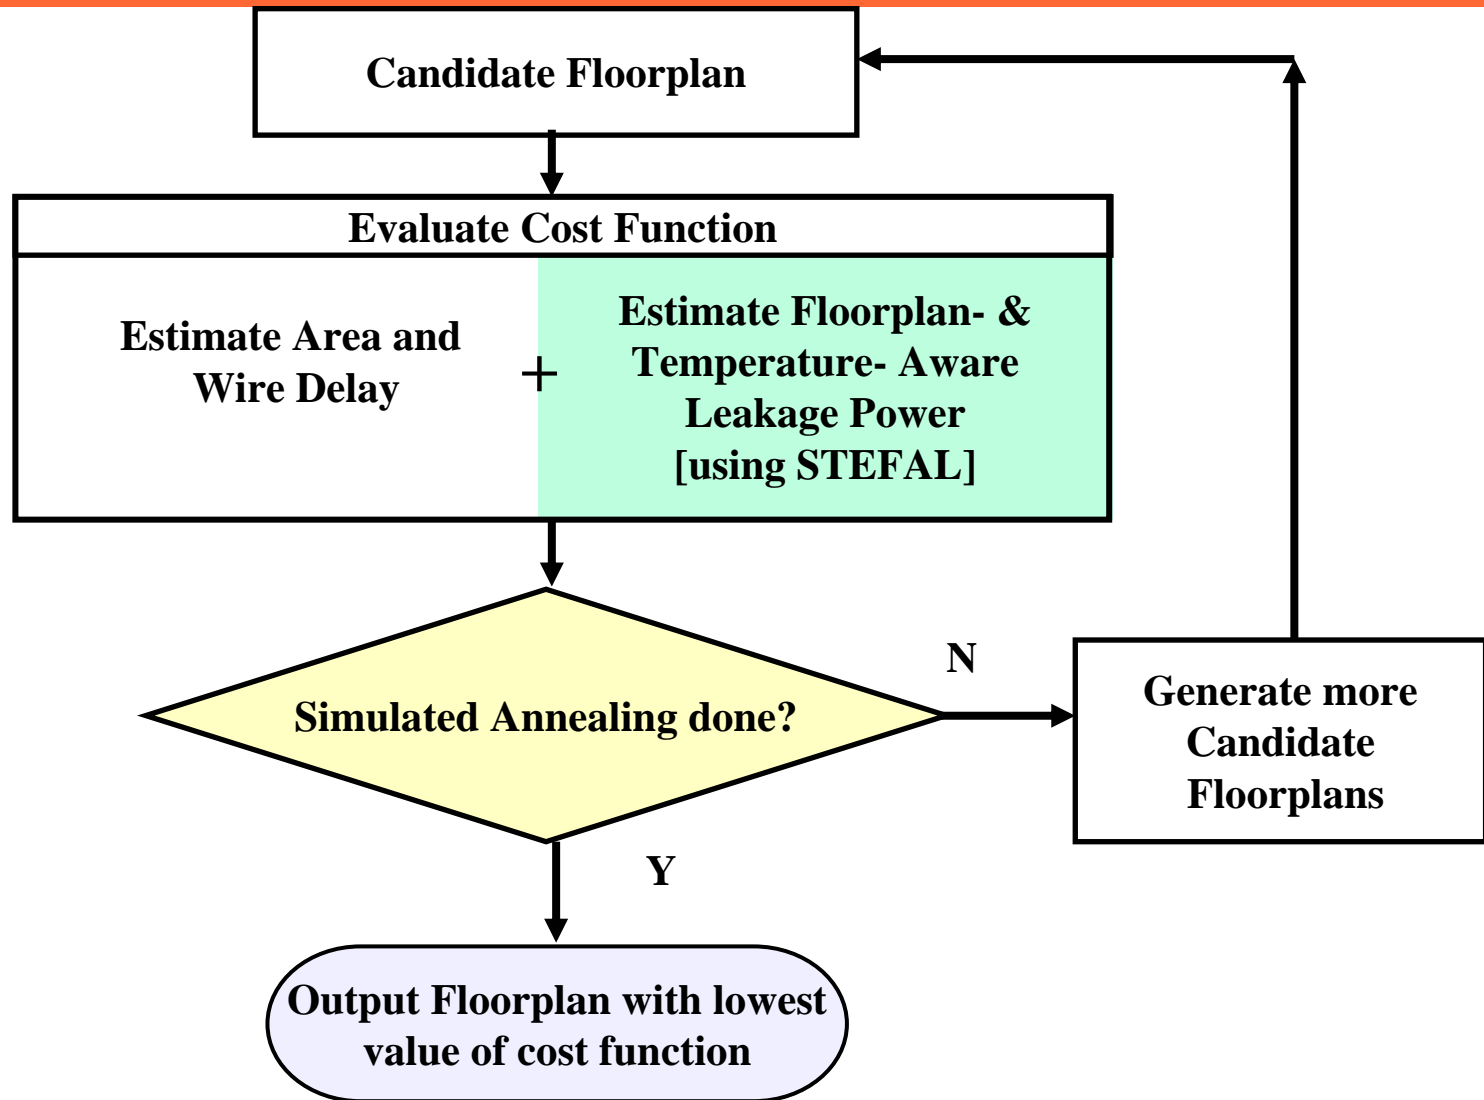 Candidate Floorplan
Evaluate Cost Function
Estimate Area and
Wire Delay
+
Estimate Floorplan- &
Temperature- Aware
Leakage Power
[using STEFAL]
Simulated Annealing done?
N
Generate more
Candidate
Floorplans
Y
Output Floorplan with lowest
value of cost function